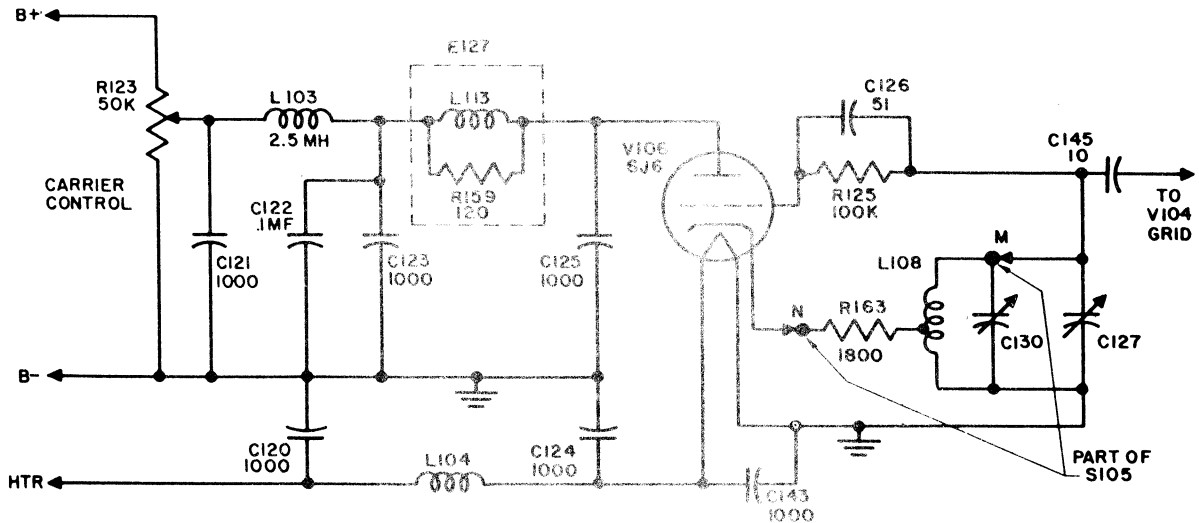 B+
R123
50K
CARRIER
CONTROL
L103
2.5 MH
E127
L113
R159
120
C122
.1MF
C121
1000
C123
1000
C125
1000
V106
6J6
C126
51
R125
100K
C145
10
TO
V104
GRID
M
L108
N
R163
1800
C130
C127
B-
C120
1000
L104
C124
1000
C143
1000
HTR
PART OF
S105